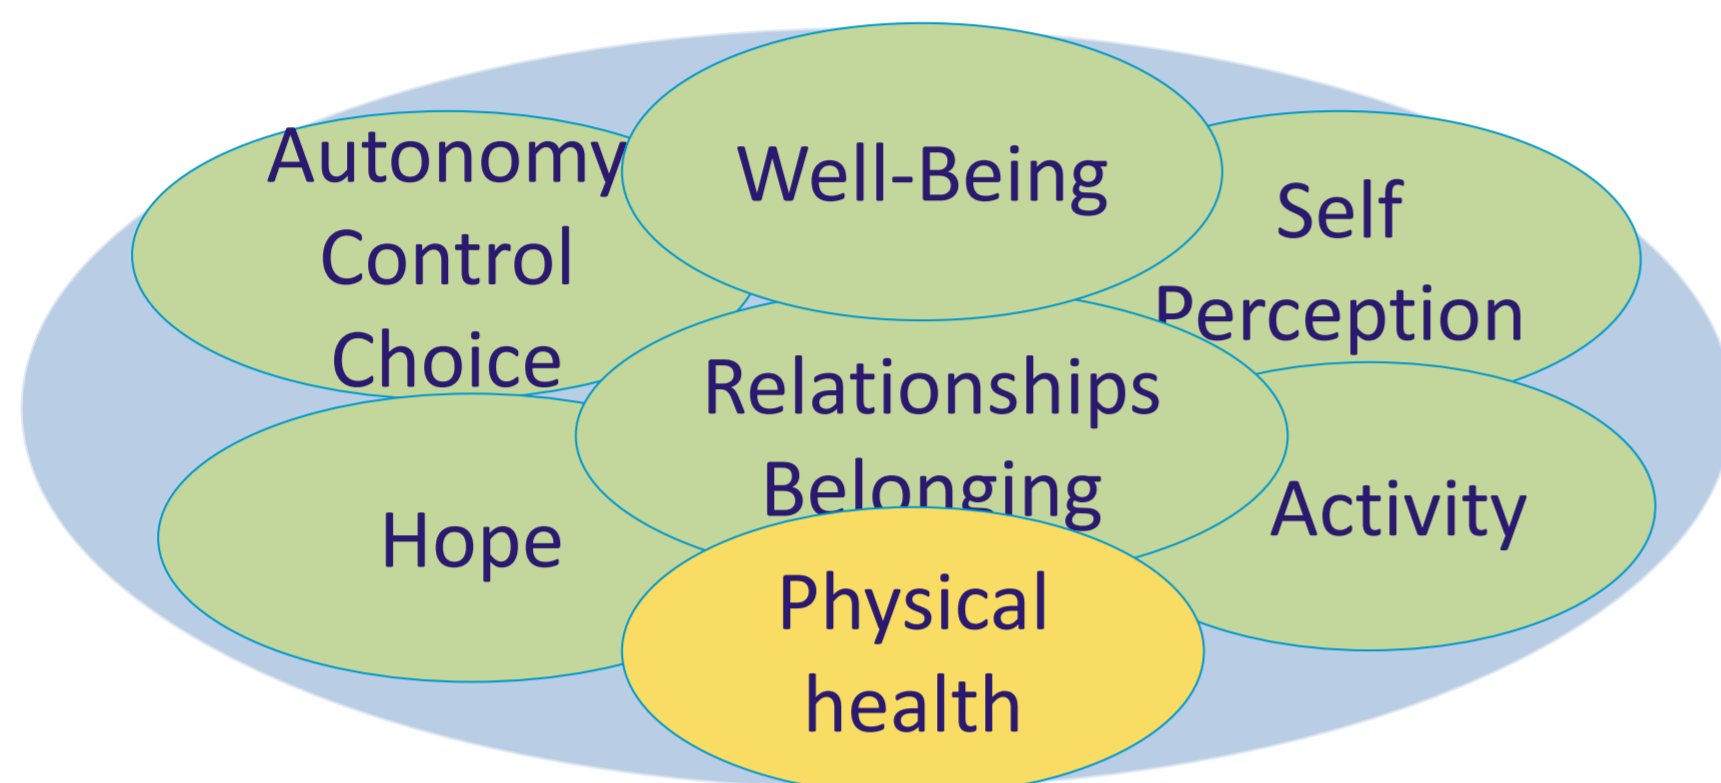 Autonomy
Control
Choice
Well-Being
Self
Perception
Relationships
Belonging
Hope
Activity
Physical
health